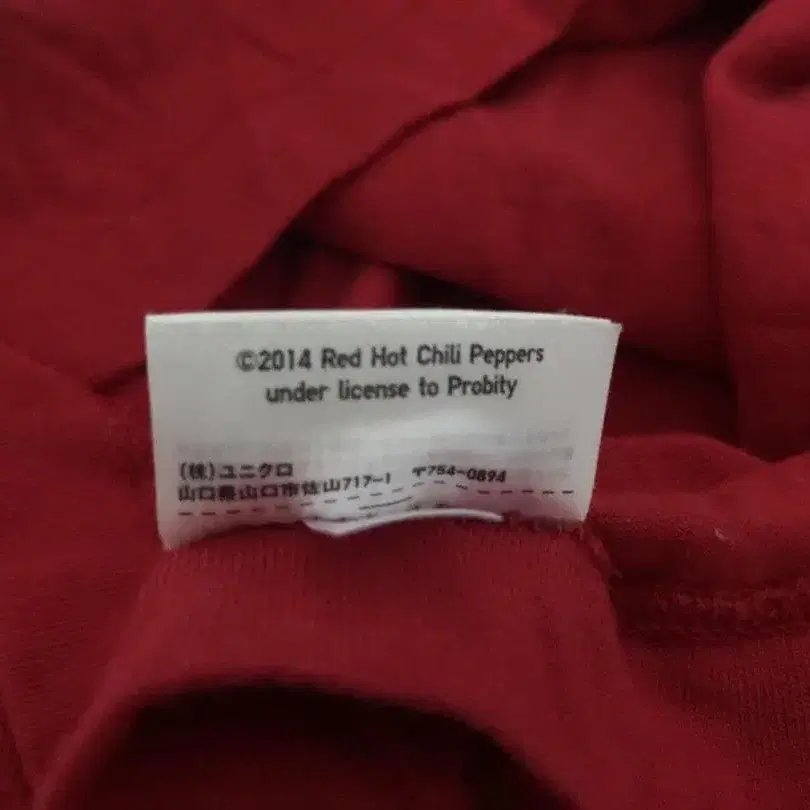 ©2014 Red Hot Chili Peppers
under license to Probity
(株)ユニクロ
山口県山口市佐山717-1 〒754-0894